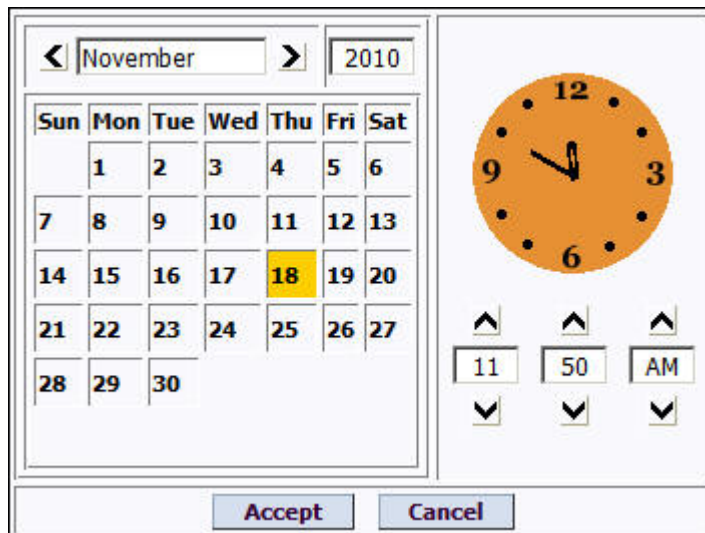 November 2010
Sun Mon Tue Wed Thu Fri Sat
1 2 3 4 5 6
7 8 9 10 11 12 13
14 15 16 17 18 19 20
21 22 23 24 25 26 27
28 29 30
12
9 3
6
11 50 AM
Accept Cancel